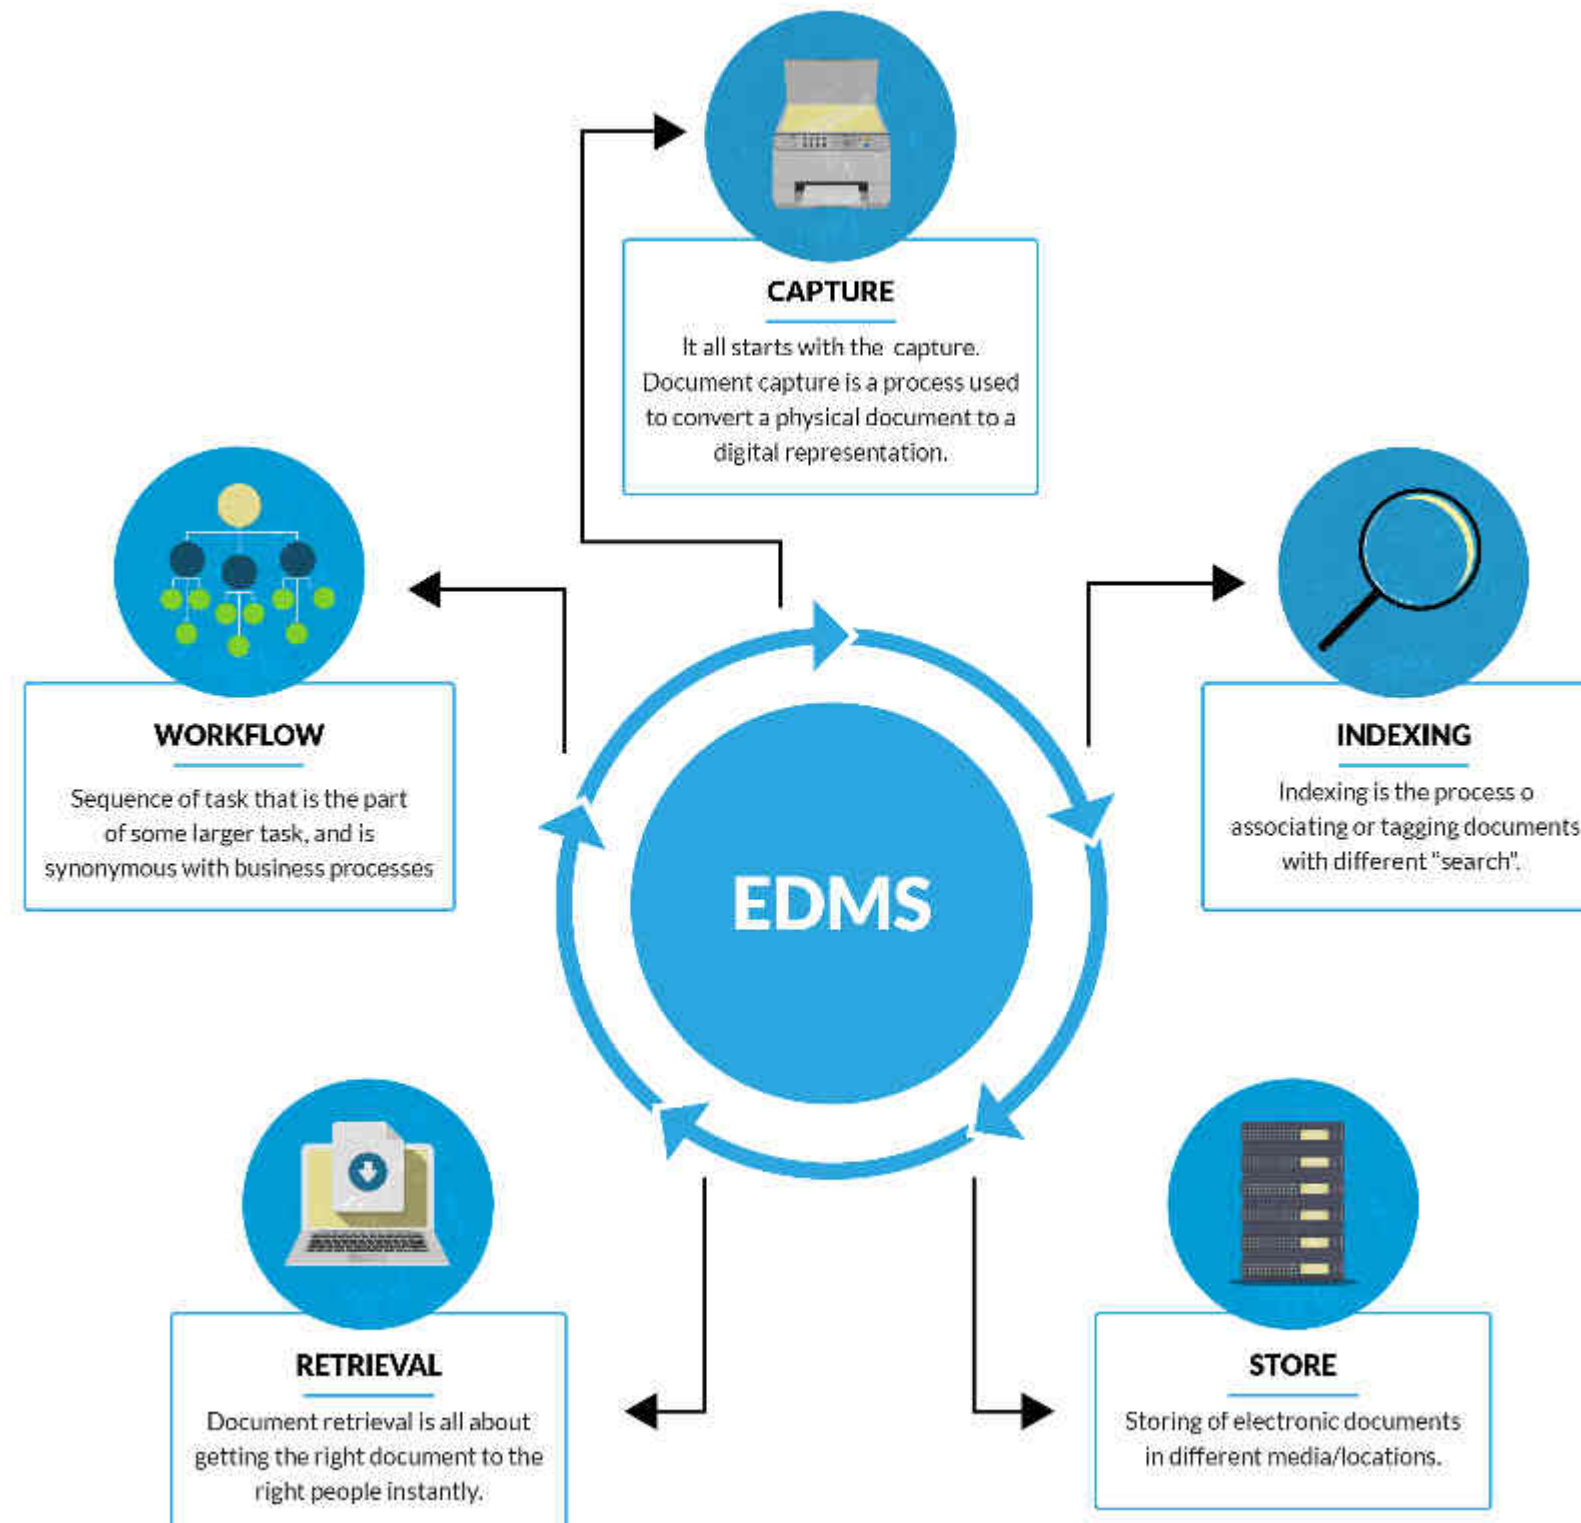 CAPTURE
It all starts with the capture.
Document capture is a process used
to convert a physical document to a
digital representation.
WORKFLOW
Sequence of task that is the part
of some larger task, and is
synonymous with business processes
INDEXING
Indexing is the process o
associating or tagging documents
with different "search".
EDMS
RETRIEVAL
Document retrieval is all about
getting the right document to the
right people instantly.
STORE
Storing of electronic documents
in different media/locations.